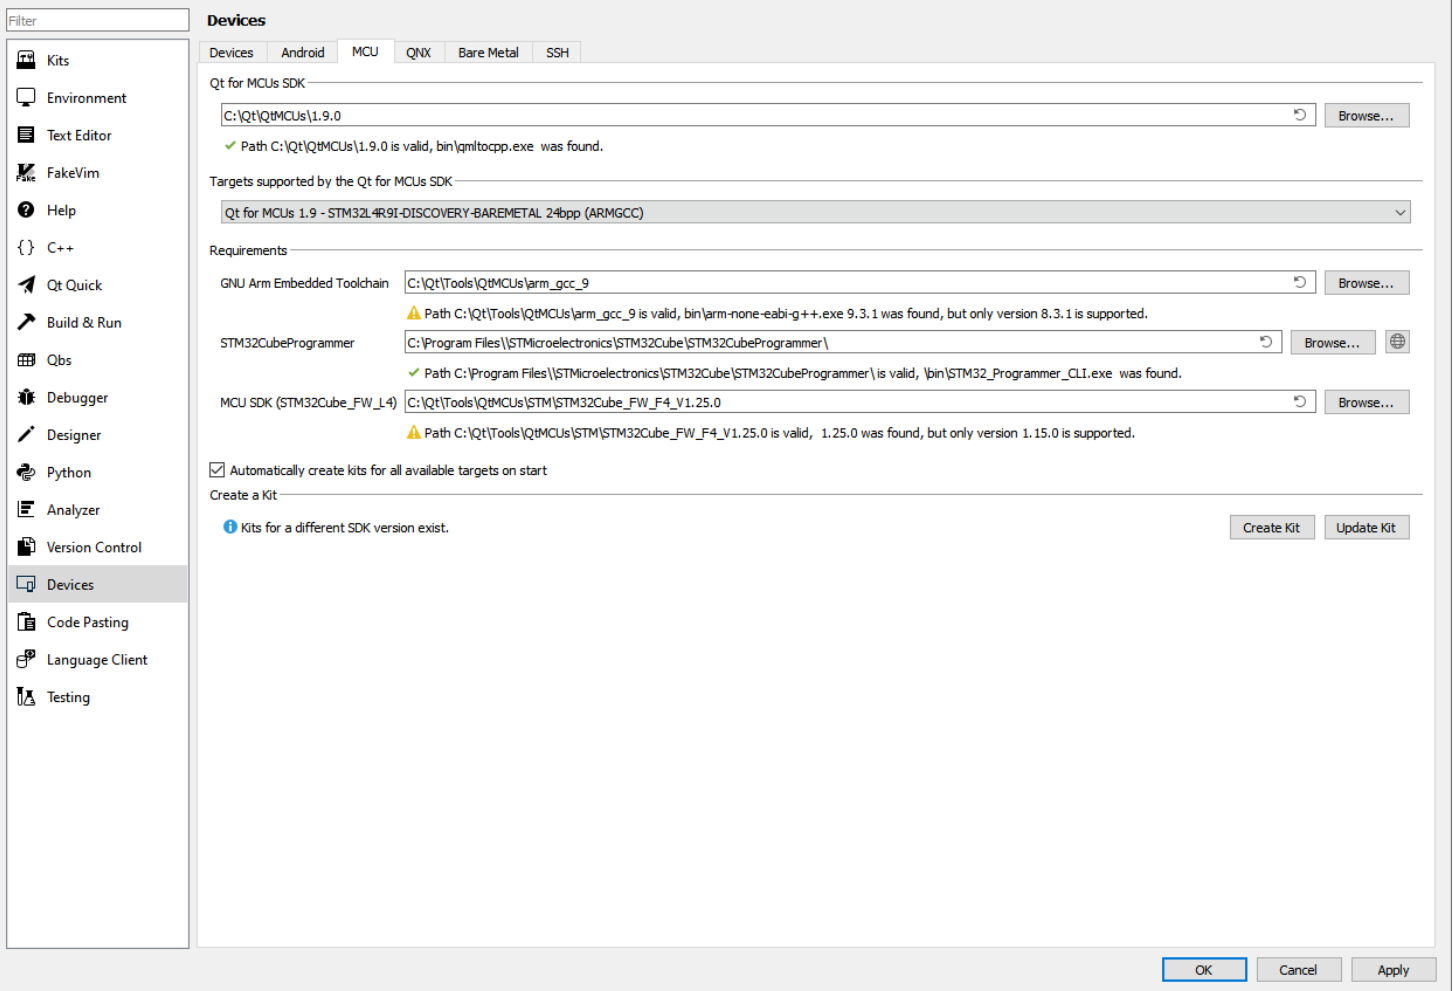 Filter
Kits
Environment
Text Editor
FakeVim
Help
{} C++
Qt Quick
Build & Run
Qbs
Debugger
Designer
Python
Analyzer
Version Control
Devices
Code Pasting
Language Client
Testing
Devices
Devices Android MCU QNX Bare Metal SSH
Qt for MCUs SDK
C:\Qt\QtMCUs\1.9.0 Browse...
Path C:\Qt\QtMCUs\1.9.0 is valid, bin\qmltocpp.exe was found.
Targets supported by the Qt for MCUs SDK
Qt for MCUs 1.9 - STM32L4R9I-DISCOVERY-BAREMETAL 24bpp (ARMGCC)
Requirements
GNU Arm Embedded Toolchain C:\Qt\Tools\QtMCUs\arm_gcc_9 Browse...
Path C:\Qt\Tools\QtMCUs\arm_gcc_9 is valid, bin\arm-none-eabi-g++.exe 9.3.1 was found, but only version 8.3.1 is supported.
STM32CubeProgrammer C:\Program Files\\STMicroelectronics\STM32Cube\STM32CubeProgrammer\ Browse...
Path C:\Program Files\\STMicroelectronics\STM32Cube\STM32CubeProgrammer\ is valid, \bin\STM32_Programmer_CLI.exe was found.
MCU SDK (STM32Cube_FW_L4) C:\Qt\Tools\QtMCUs\STM\STM32Cube_FW_F4_V1.25.0 Browse...
Path C:\Qt\Tools\QtMCUs\STM\STM32Cube_FW_F4_V1.25.0 is valid, 1.25.0 was found, but only version 1.15.0 is supported.
Automatically create kits for all available targets on start
Create a Kit
Kits for a different SDK version exist. Create Kit Update Kit
OK Cancel Apply